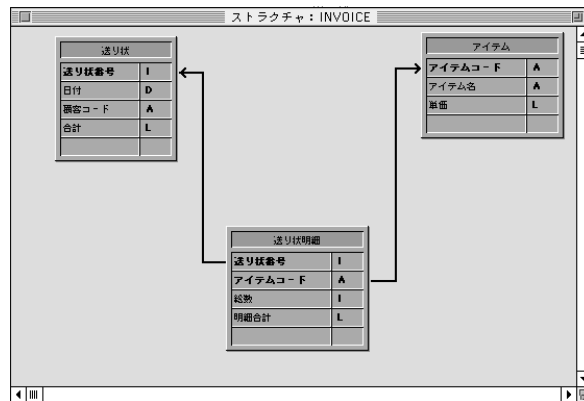 ストラクチャ：INVOICE
送り状
送り状番号 I
日付 D
顧客コード A
合計 L
アイテム
アイテムコード A
アイテム名 A
単価 L
送り状明細
送り状番号 I
アイテムコード A
総数 I
明細合計 L